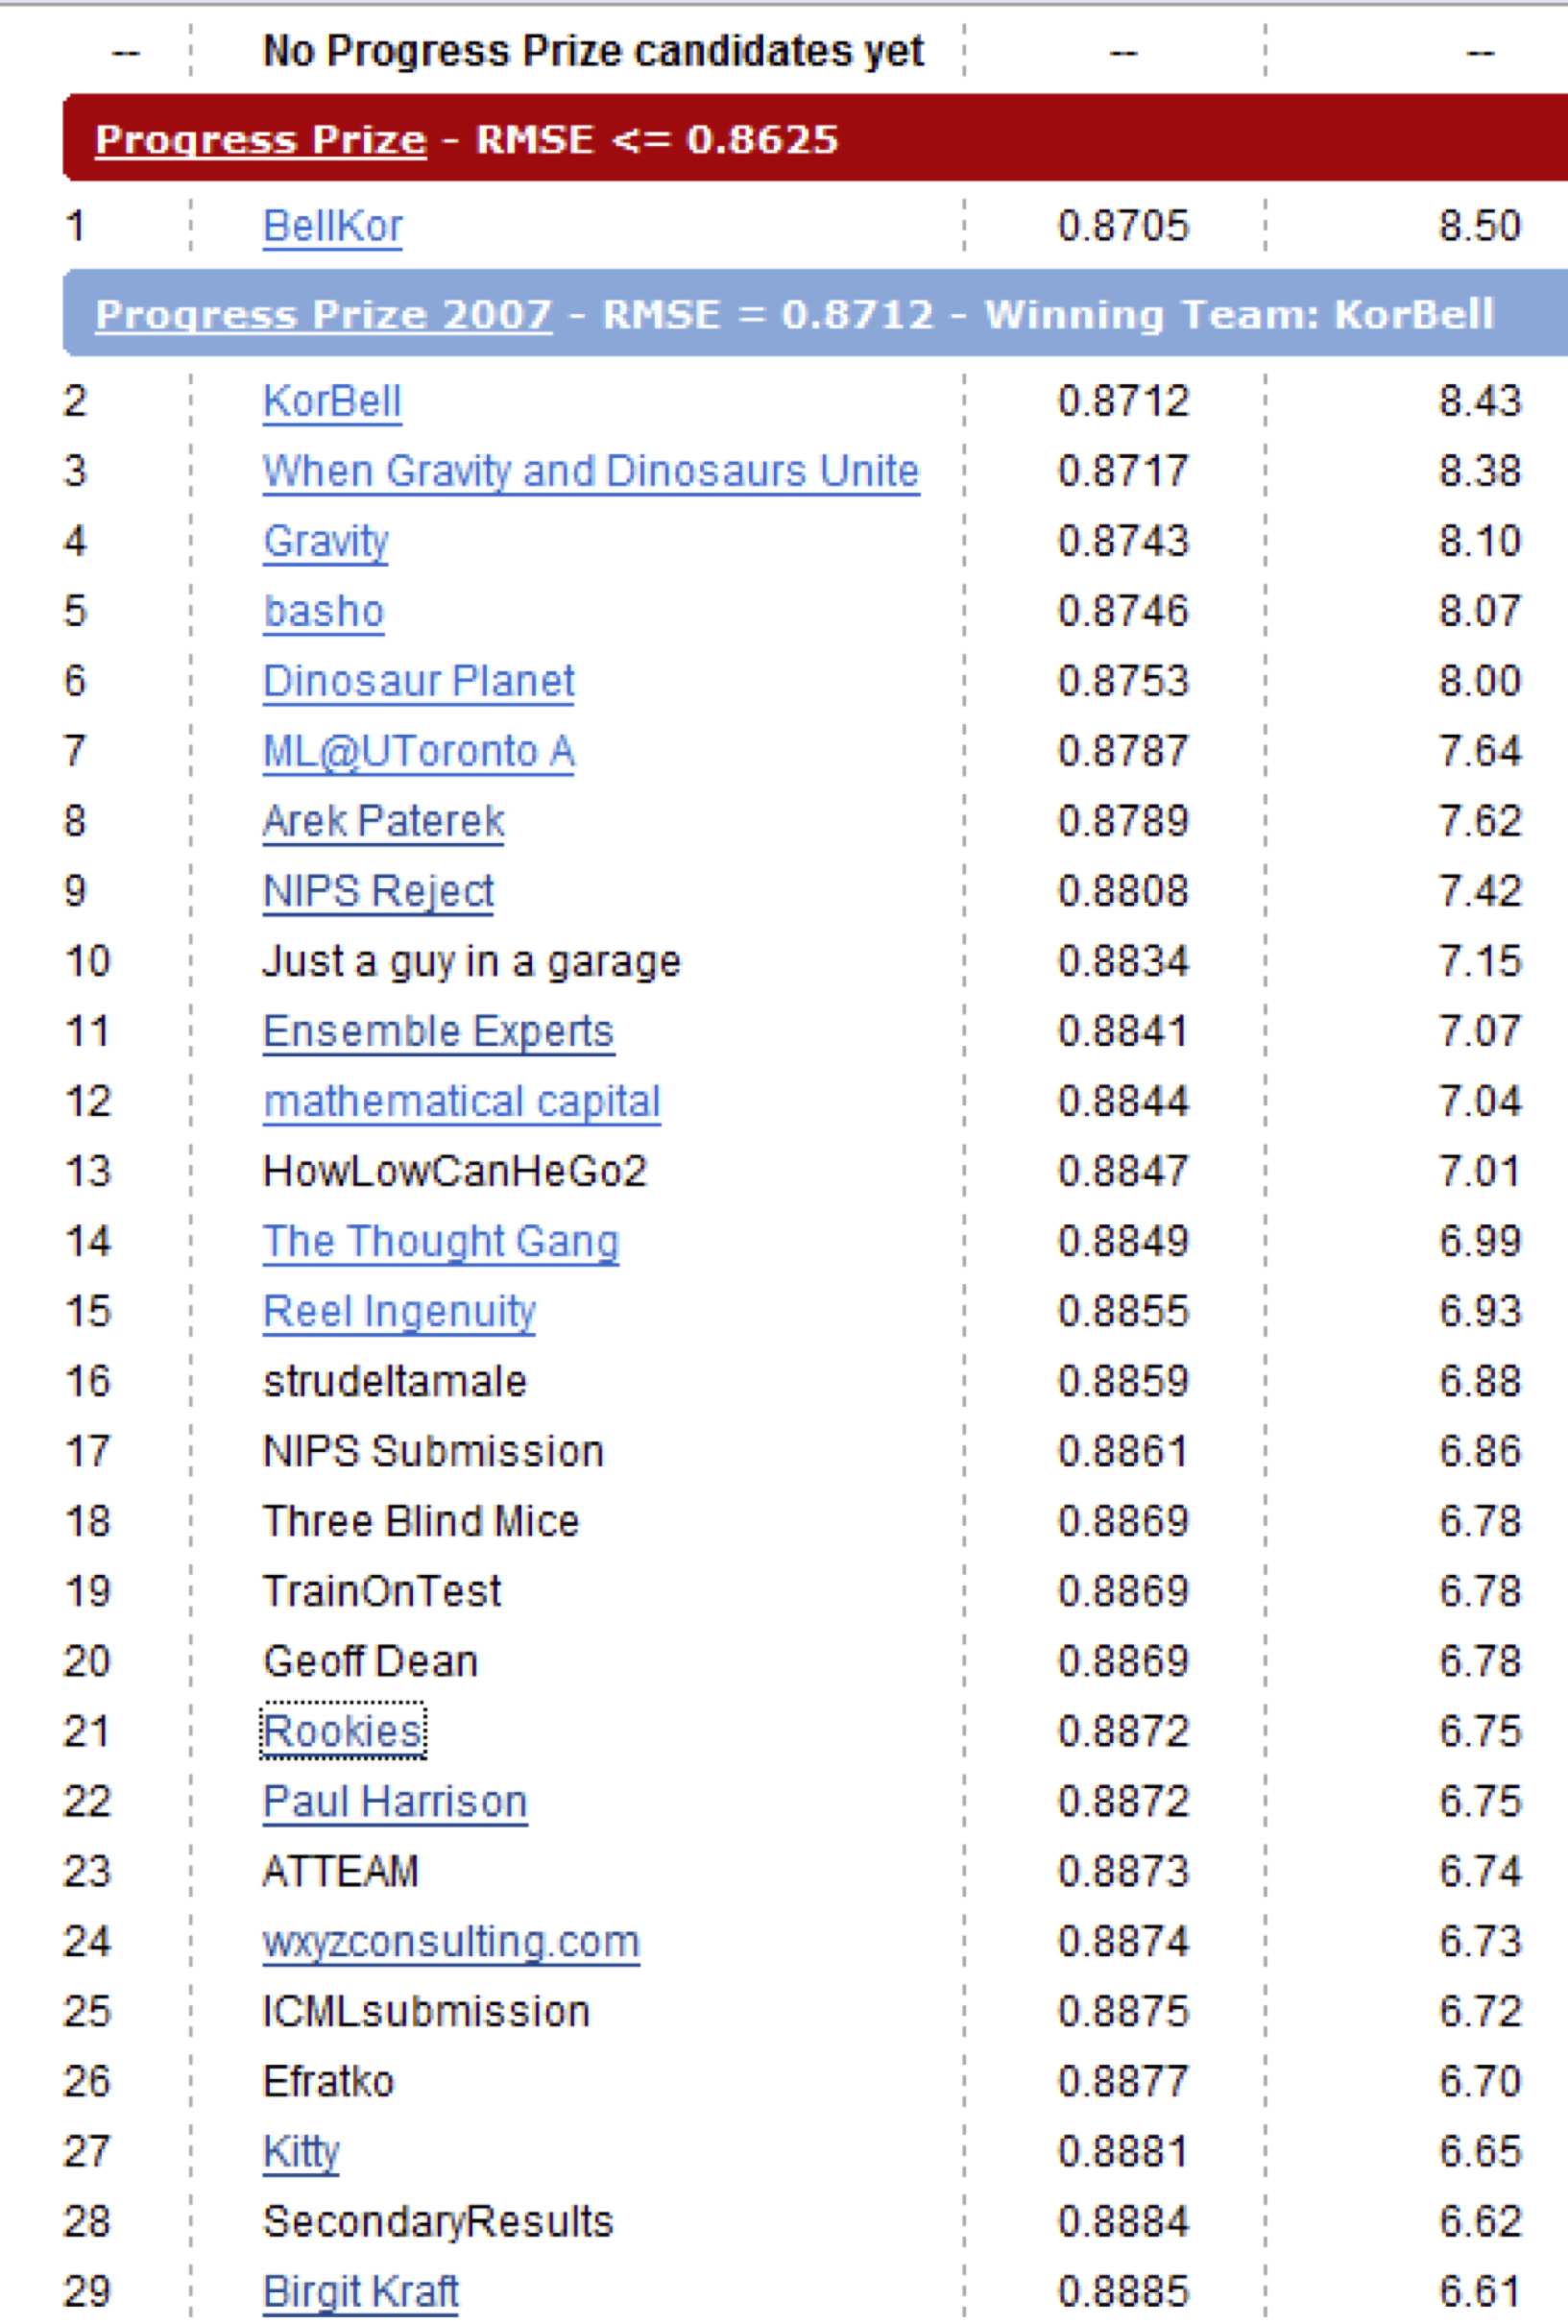 -- No Progress Prize candidates yet -- --
Progress Prize - RMSE <= 0.8625
1 BellKor 0.8705 8.50
Progress Prize 2007 - RMSE = 0.8712 - Winning Team: KorBell
2 KorBell 0.8712 8.43
3 When Gravity and Dinosaurs Unite 0.8717 8.38
4 Gravity 0.8743 8.10
5 basho 0.8746 8.07
6 Dinosaur Planet 0.8753 8.00
7 ML@UToronto A 0.8787 7.64
8 Arek Paterek 0.8789 7.62
9 NIPS Reject 0.8808 7.42
10 Just a guy in a garage 0.8834 7.15
11 Ensemble Experts 0.8841 7.07
12 mathematical capital 0.8844 7.04
13 HowLowCanHeGo2 0.8847 7.01
14 The Thought Gang 0.8849 6.99
15 Reel Ingenuity 0.8855 6.93
16 strudeltamale 0.8859 6.88
17 NIPS Submission 0.8861 6.86
18 Three Blind Mice 0.8869 6.78
19 TrainOnTest 0.8869 6.78
20 Geoff Dean 0.8869 6.78
21 Rookies 0.8872 6.75
22 Paul Harrison 0.8872 6.75
23 ATTEAM 0.8873 6.74
24 wxyzconsulting.com 0.8874 6.73
25 ICMLsubmission 0.8875 6.72
26 Efratko 0.8877 6.70
27 Kitty 0.8881 6.65
28 SecondaryResults 0.8884 6.62
29 Birgit Kraft 0.8885 6.61